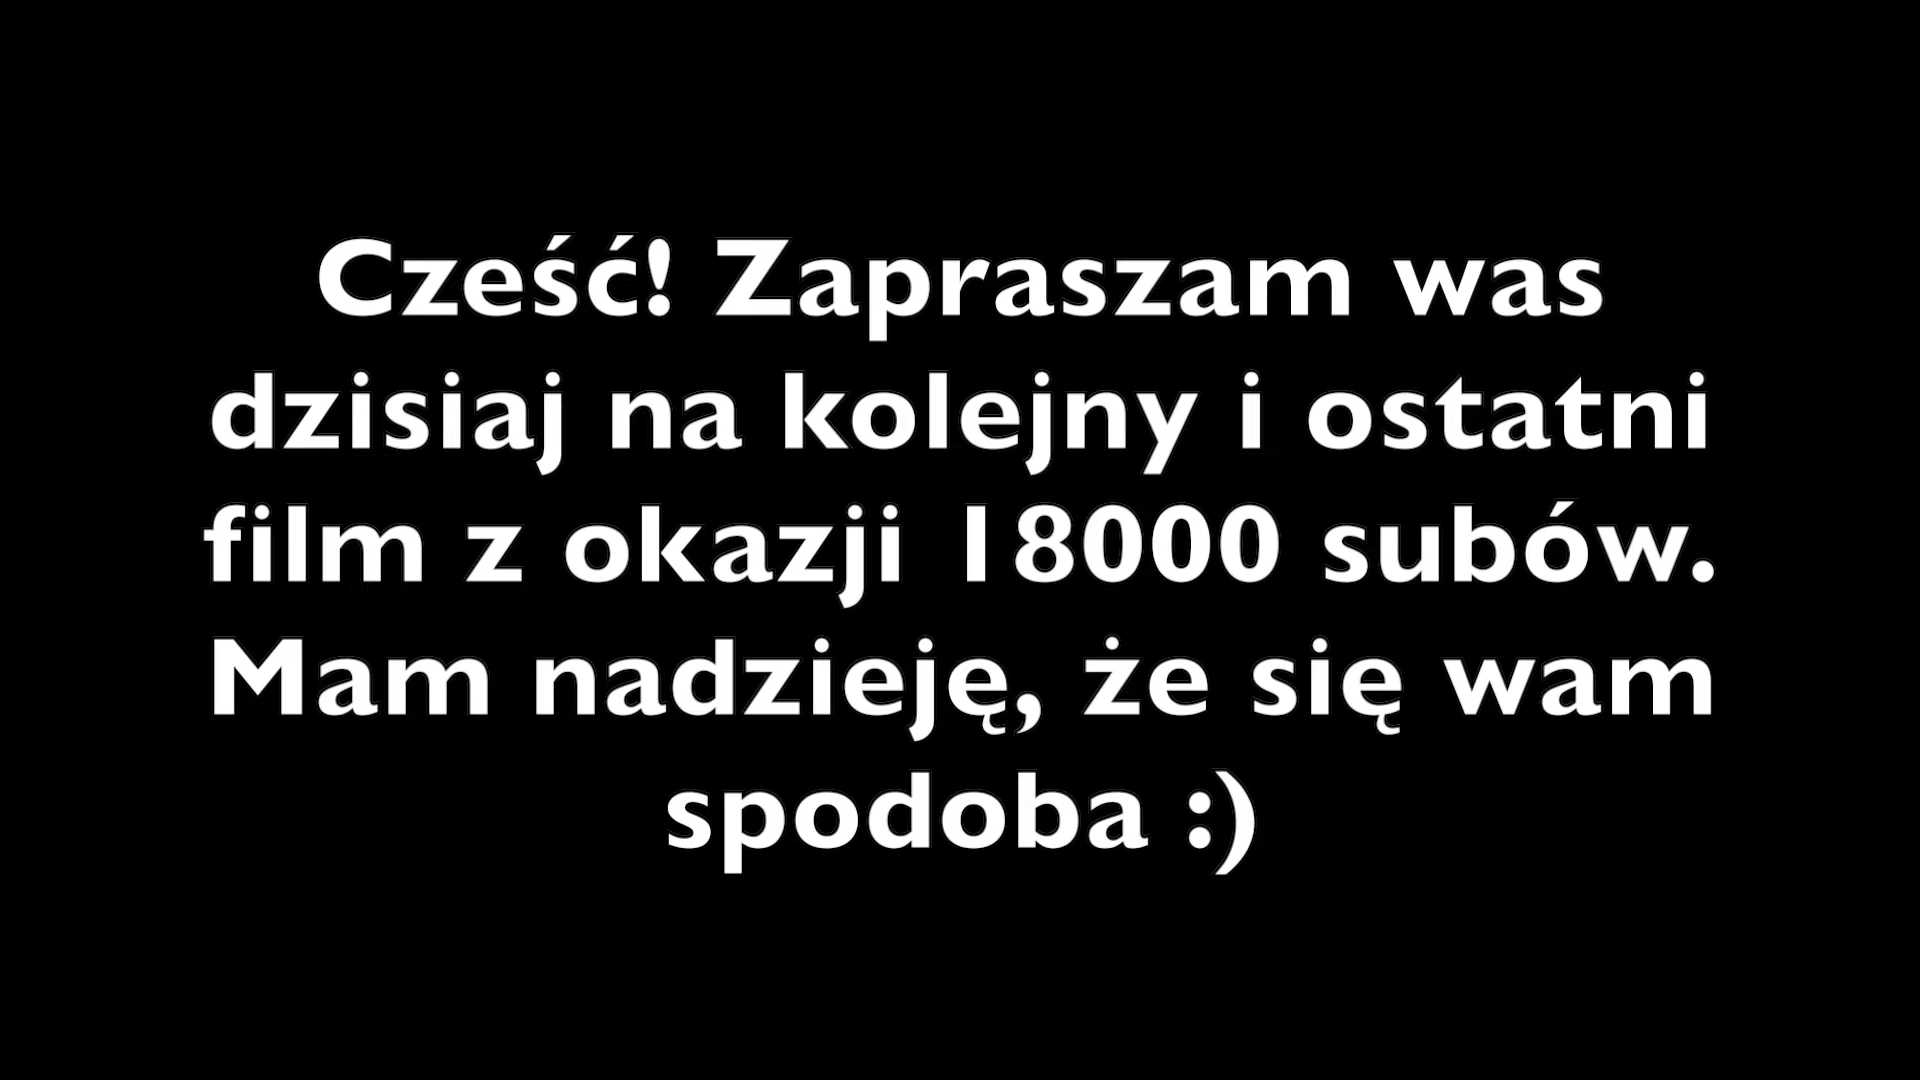 Cześć! Zapraszam was
dzisiaj na kolejny i ostatni
film z okazji 18000 subów.
Mam nadzieję, że się wam
spodoba :)